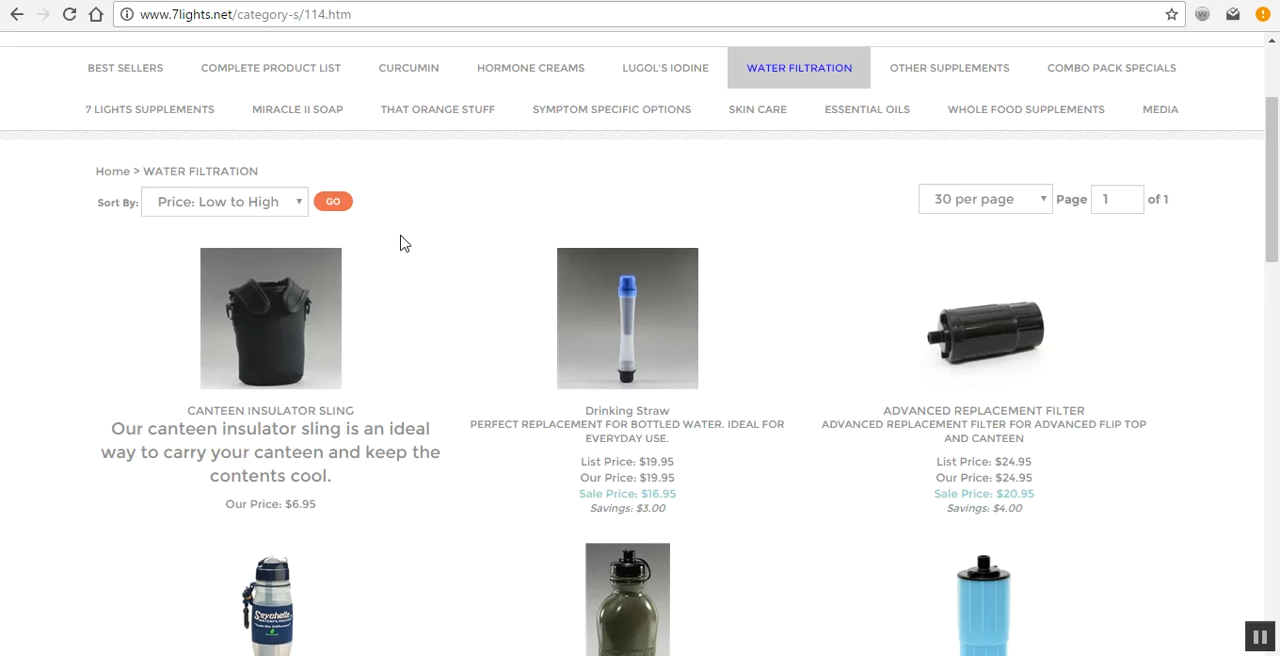 www.7lights.net/category-s/114.htm
BEST SELLERS COMPLETE PRODUCT LIST CURCUMIN HORMONE CREAMS LUGOL'S IODINE WATER FILTRATION OTHER SUPPLEMENTS COMBO PACK SPECIALS
7 LIGHTS SUPPLEMENTS MIRACLE II SOAP THAT ORANGE STUFF SYMPTOM SPECIFIC OPTIONS SKIN CARE ESSENTIAL OILS WHOLE FOOD SUPPLEMENTS MEDIA
Home > WATER FILTRATION
Sort By: Price: Low to High GO 30 per page Page 1 of 1
CANTEEN INSULATOR SLING
Our canteen insulator sling is an ideal
way to carry your canteen and keep the
contents cool.
Our Price: $6.95
Drinking Straw
PERFECT REPLACEMENT FOR BOTTLED WATER. IDEAL FOR
EVERYDAY USE.
List Price: $19.95
Our Price: $19.95
Sale Price: $16.95
Savings: $3.00
ADVANCED REPLACEMENT FILTER
ADVANCED REPLACEMENT FILTER FOR ADVANCED FLIP TOP
AND CANTEEN
List Price: $24.95
Our Price: $24.95
Sale Price: $20.95
Savings: $4.00
Seychelle